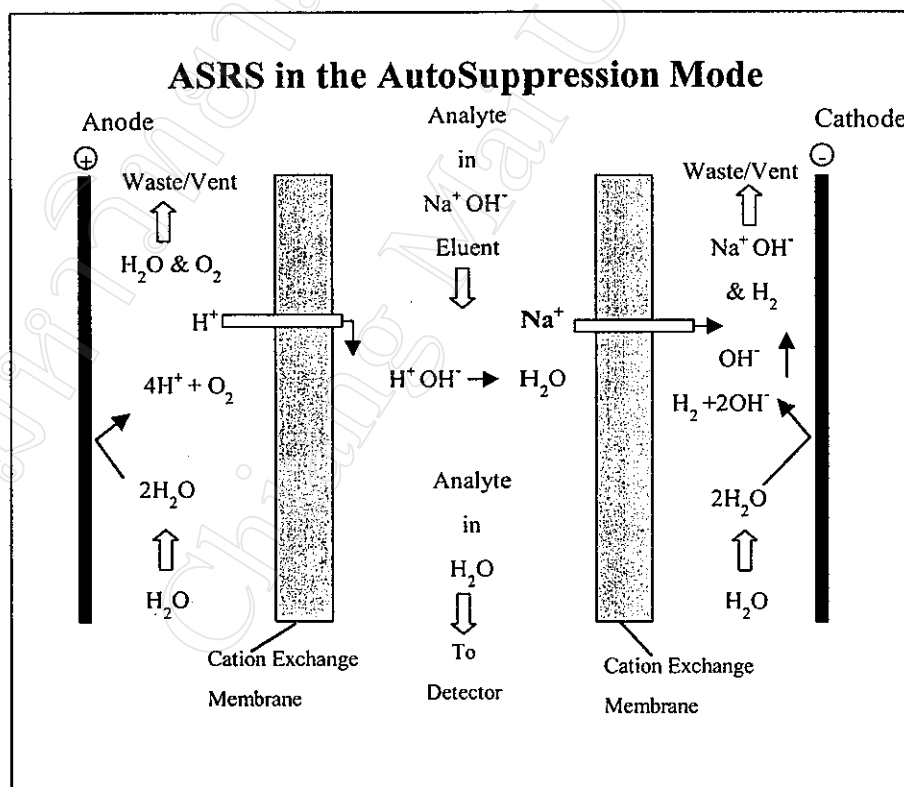 ASRS in the AutoSuppression Mode
Anode
+
Waste/Vent
H₂O & O₂
H⁺
4H⁺ + O₂
2H₂O
H₂O
Cation Exchange
Membrane
Analyte
in
Na⁺ OH⁻
Eluent
H⁺ OH⁻ → H₂O
Analyte
in
H₂O
To
Detector
Cathode
-
Waste/Vent
Na⁺ OH⁻
& H₂
Na⁺
OH⁻
H₂ +2OH⁻
2H₂O
H₂O
Cation Exchange
Membrane
Chiang Mai U